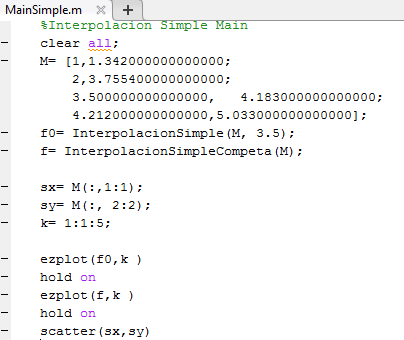 MainSimple.m × +
%Interpolacion Simple Main
clear all;
M= [1,1.342000000000000;
2,3.755400000000000;
3.500000000000000, 4.183000000000000;
4.212000000000000,5.033000000000000];
f0= InterpolacionSimple(M, 3.5);
f= InterpolacionSimpleCompeta(M);
sx= M(:,1:1);
sy= M(:, 2:2);
k= 1:1:5;
ezplot(f0,k )
hold on
ezplot(f,k )
hold on
scatter(sx,sy)